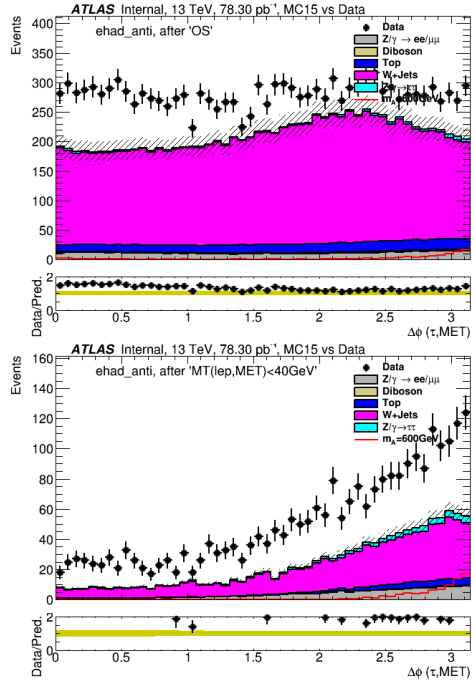 ATLAS Internal, 13 TeV, 78.30 pb⁻¹, MC15 vs Data
Events
ehad_anti, after 'OS'
Data
Z/γ → ee/μμ
Diboson
Top
W+Jets
Z/γ→ττ
m_A=600GeV
400
350
300
250
200
150
100
50
0
Data/Pred.
2
1
0
0 0.5 1 1.5 2 2.5 3
Δϕ (τ,MET)
ATLAS Internal, 13 TeV, 78.30 pb⁻¹, MC15 vs Data
Events
ehad_anti, after 'MT(lep,MET)<40GeV'
Data
Z/γ → ee/μμ
Diboson
Top
W+Jets
Z/γ→ττ
m_A=600GeV
160
140
120
100
80
60
40
20
0
Data/Pred.
2
1
0
0 0.5 1 1.5 2 2.5 3
Δϕ (τ,MET)